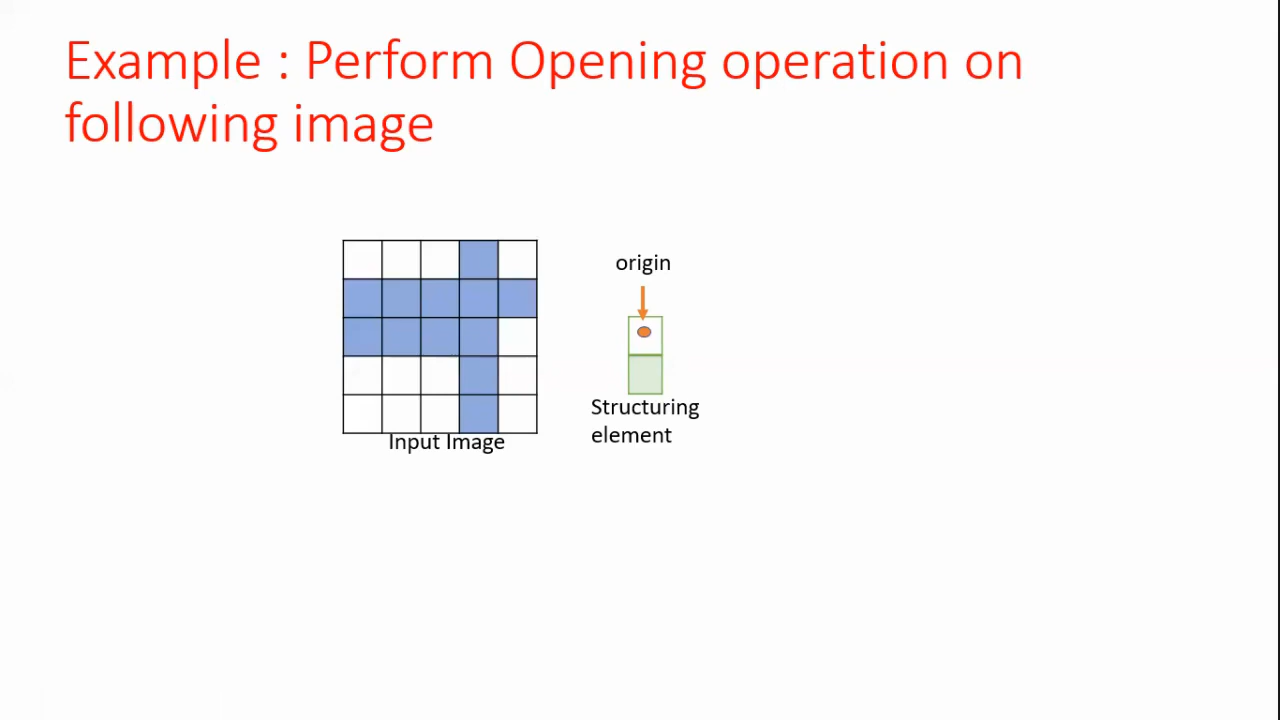 Example : Perform Opening operation on
following image
origin
Structuring
element
Input Image